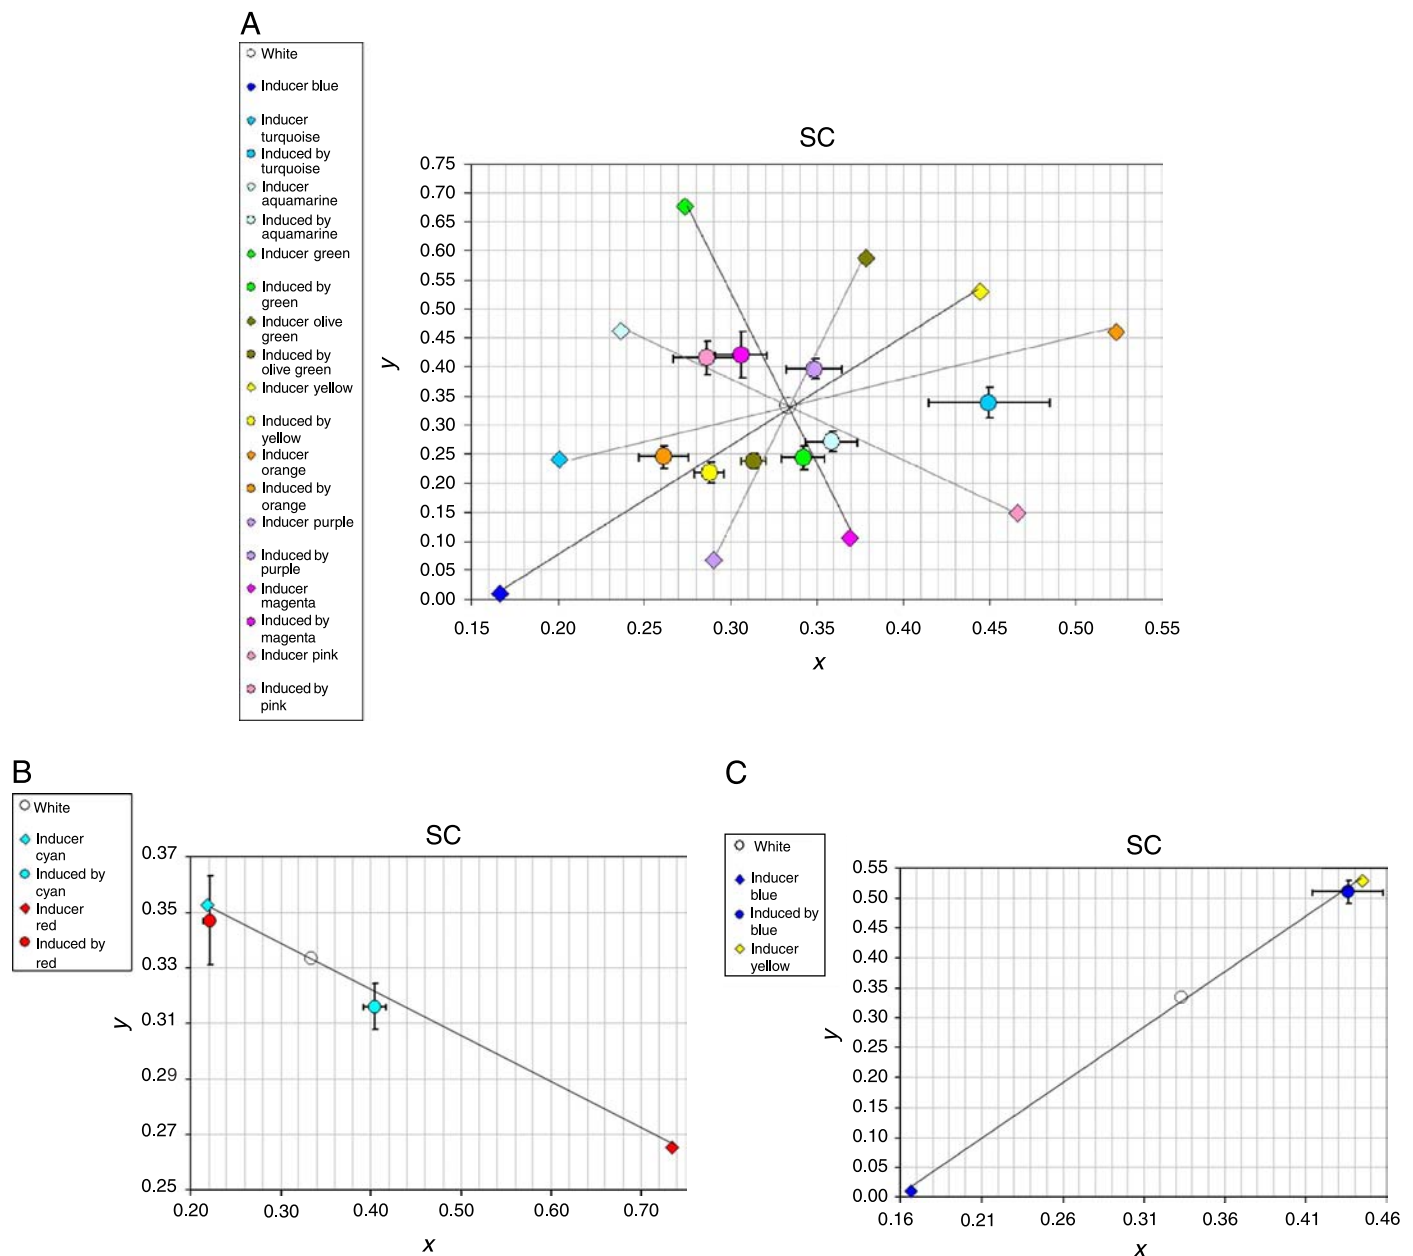 A
White
Inducer blue
Inducer
turquoise
Induced by
turquoise
Inducer
aquamarine
Induced by
aquamarine
Inducer green
Induced by
green
Inducer olive
green
Induced by
olive green
Inducer yellow
Induced by
yellow
Inducer
orange
Induced by
orange
Inducer purple
Induced by
purple
Inducer
magenta
Induced by
magenta
Inducer pink
Induced by
pink
SC
0.75
0.70
0.65
0.60
0.55
0.50
0.45
0.40
0.35
0.30
0.25
0.20
0.15
0.10
0.05
0.00
y
0.15 0.20 0.25 0.30 0.35 0.40 0.45 0.50 0.55
x
B
White
Inducer
cyan
Induced by
cyan
Inducer
red
Induced by
red
SC
0.37
0.35
0.33
0.31
0.29
0.27
0.25
y
0.20 0.30 0.40 0.50 0.60 0.70
x
C
White
Inducer
blue
Induced by
blue
Inducer
yellow
SC
0.55
0.50
0.45
0.40
0.35
0.30
0.25
0.20
0.15
0.10
0.05
0.00
y
0.16 0.21 0.26 0.31 0.36 0.41 0.46
x